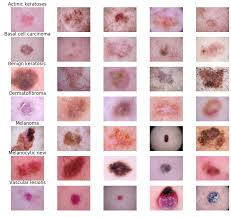 Actinic keratoses
Basal cell carcinoma
Benign keratosis
Dermatofibroma
Melanoma
Melanocytic nevi
Vascular lesions